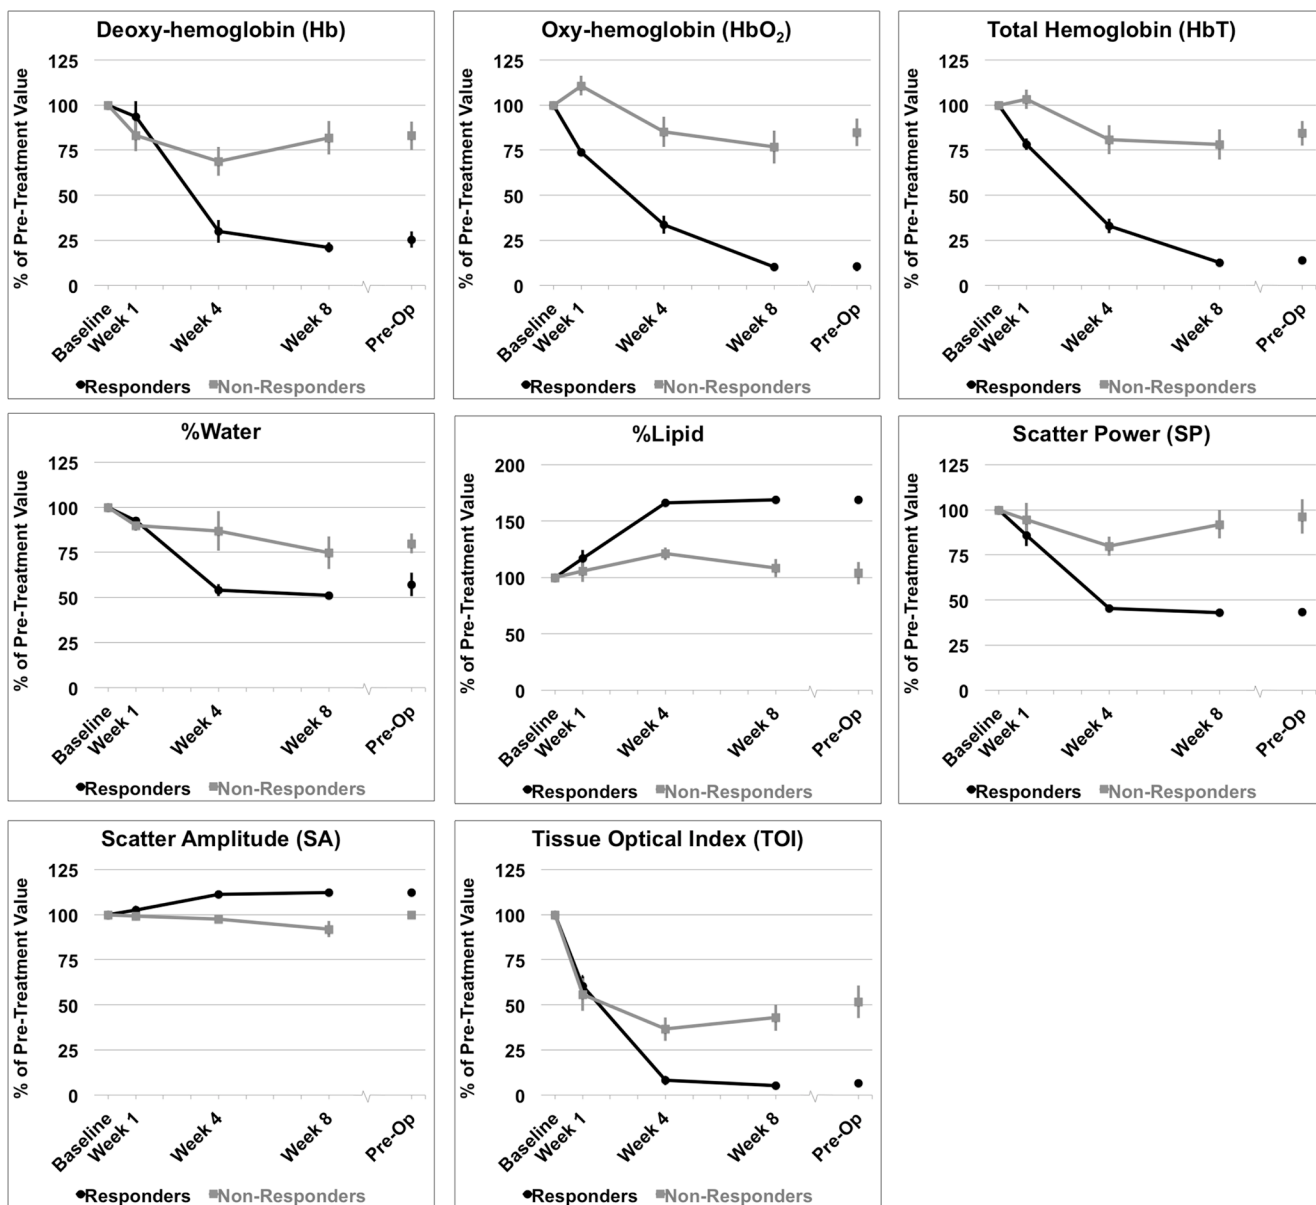 Deoxy-hemoglobin (Hb)
% of Pre-Treatment Value
125
100
75
50
25
0
Baseline
Week 1
Week 4
Week 8
Pre-Op
Responders Non-Responders
Oxy-hemoglobin (HbO₂)
% of Pre-Treatment Value
125
100
75
50
25
0
Baseline
Week 1
Week 4
Week 8
Pre-Op
Responders Non-Responders
Total Hemoglobin (HbT)
% of Pre-Treatment Value
125
100
75
50
25
0
Baseline
Week 1
Week 4
Week 8
Pre-Op
Responders Non-Responders
%Water
% of Pre-Treatment Value
125
100
75
50
25
0
Baseline
Week 1
Week 4
Week 8
Pre-Op
Responders Non-Responders
%Lipid
% of Pre-Treatment Value
200
150
100
50
0
Baseline
Week 1
Week 4
Week 8
Pre-Op
Responders Non-Responders
Scatter Power (SP)
% of Pre-Treatment Value
125
100
75
50
25
0
Baseline
Week 1
Week 4
Week 8
Pre-Op
Responders Non-Responders
Scatter Amplitude (SA)
% of Pre-Treatment Value
125
100
75
50
25
0
Baseline
Week 1
Week 4
Week 8
Pre-Op
Responders Non-Responders
Tissue Optical Index (TOI)
% of Pre-Treatment Value
125
100
75
50
25
0
Baseline
Week 1
Week 4
Week 8
Pre-Op
Responders Non-Responders